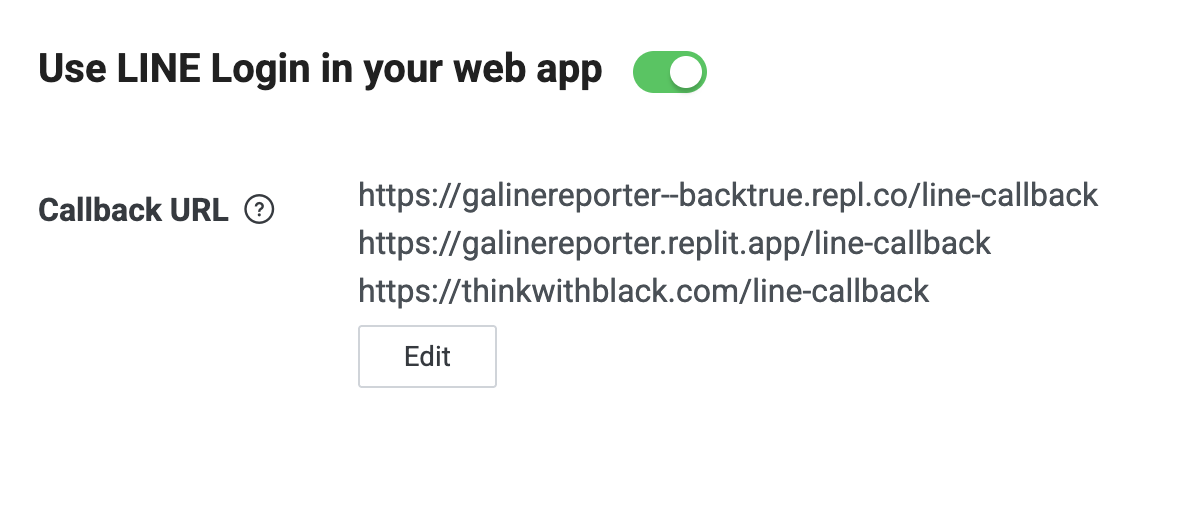 Use LINE Login in your web app
Callback URL ?
https://galinereporter--backtrue.repl.co/line-callback
https://galinereporter.replit.app/line-callback
https://thinkwithblack.com/line-callback
Edit